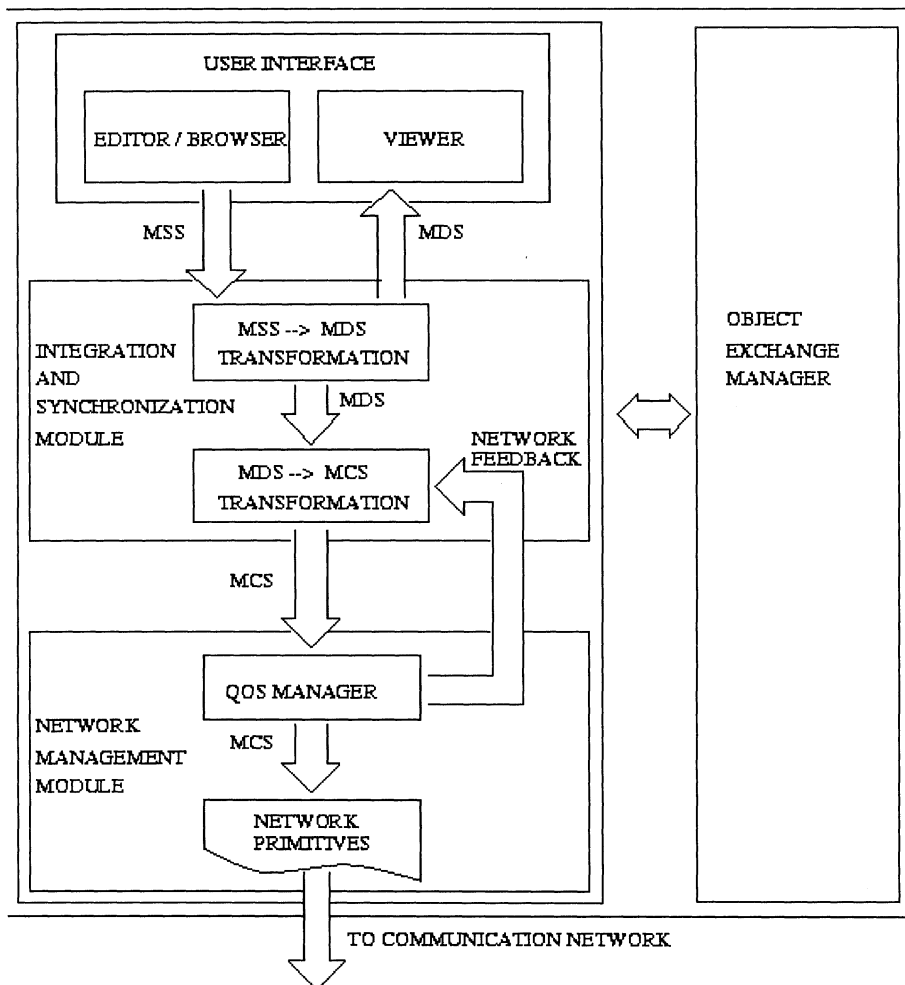 USER INTERFACE
EDITOR / BROWSER
VIEWER
MSS
MDS
INTEGRATION
AND
SYNCHRONIZATION
MODULE
MSS --> MDS
TRANSFORMATION
MDS
MDS --> MCS
TRANSFORMATION
NETWORK
FEEDBACK
MCS
NETWORK
MANAGEMENT
MODULE
QOS MANAGER
MCS
NETWORK
PRIMITIVES
TO COMMUNICATION NETWORK
OBJECT
EXCHANGE
MANAGER